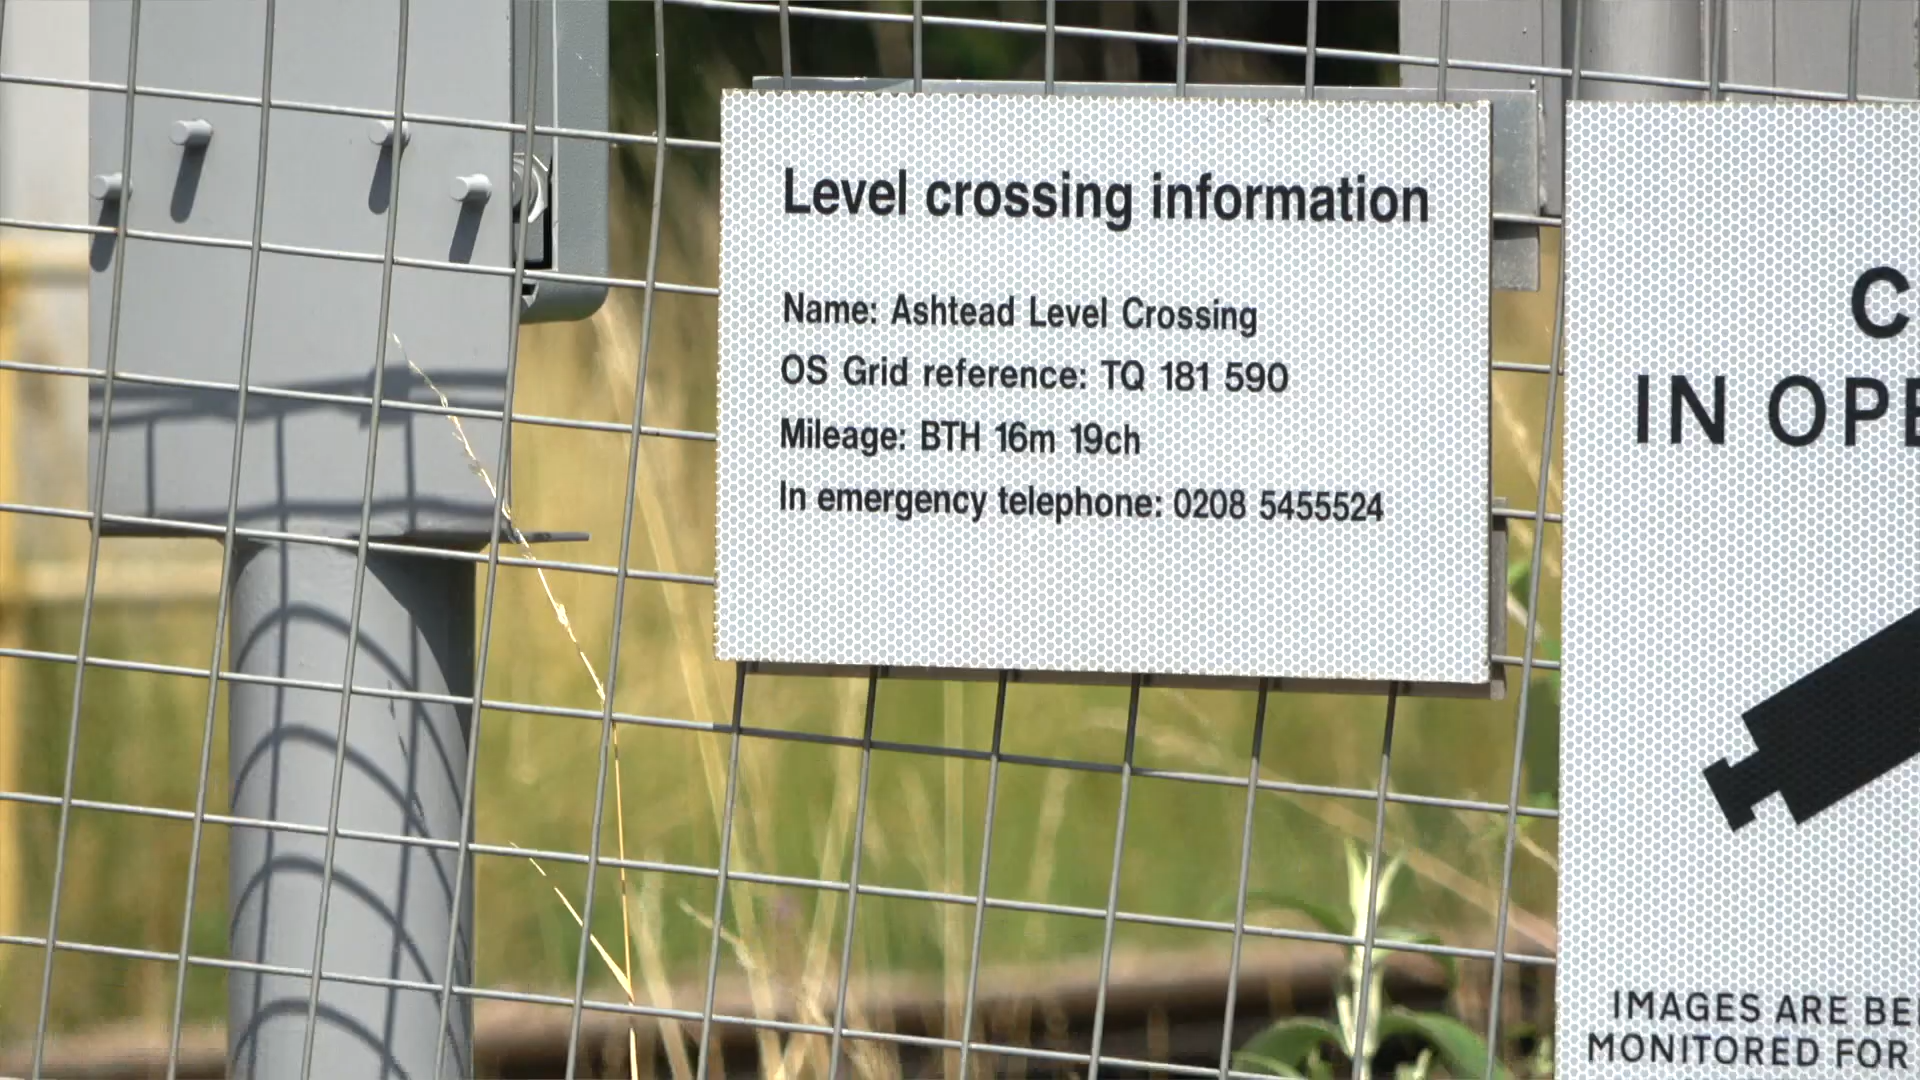 Level crossing information
Name: Ashtead Level Crossing
OS Grid reference: TQ 181 590
Mileage: BTH 16m 19ch
In emergency telephone: 0208 5455524
C
IN OPE
IMAGES ARE BE
MONITORED FOR